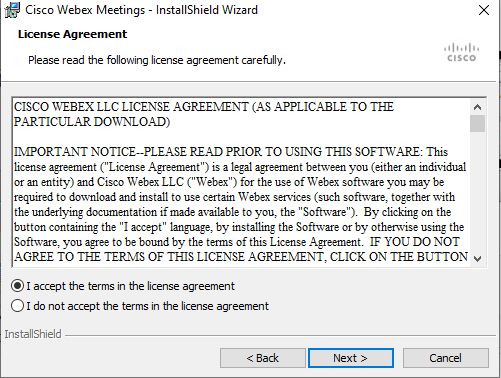 Cisco Webex Meetings - InstallShield Wizard
License Agreement
Please read the following license agreement carefully.
CISCO
CISCO WEBEX LLC LICENSE AGREEMENT (AS APPLICABLE TO THE
PARTICULAR DOWNLOAD)
IMPORTANT NOTICE--PLEASE READ PRIOR TO USING THIS SOFTWARE: This
license agreement ("License Agreement") is a legal agreement between you (either an individual
or an entity) and Cisco Webex LLC ("Webex") for the use of Webex software you may be
required to download and install to use certain Webex services (such software, together with
the underlying documentation if made available to you, the "Software").  By clicking on the
button containing the "I accept" language, by installing the Software or by otherwise using the
Software, you agree to be bound by the terms of this License Agreement.  IF YOU DO NOT
AGREE TO THE TERMS OF THIS LICENSE AGREEMENT, CLICK ON THE BUTTON
I accept the terms in the license agreement
I do not accept the terms in the license agreement
InstallShield
< Back
Next >
Cancel